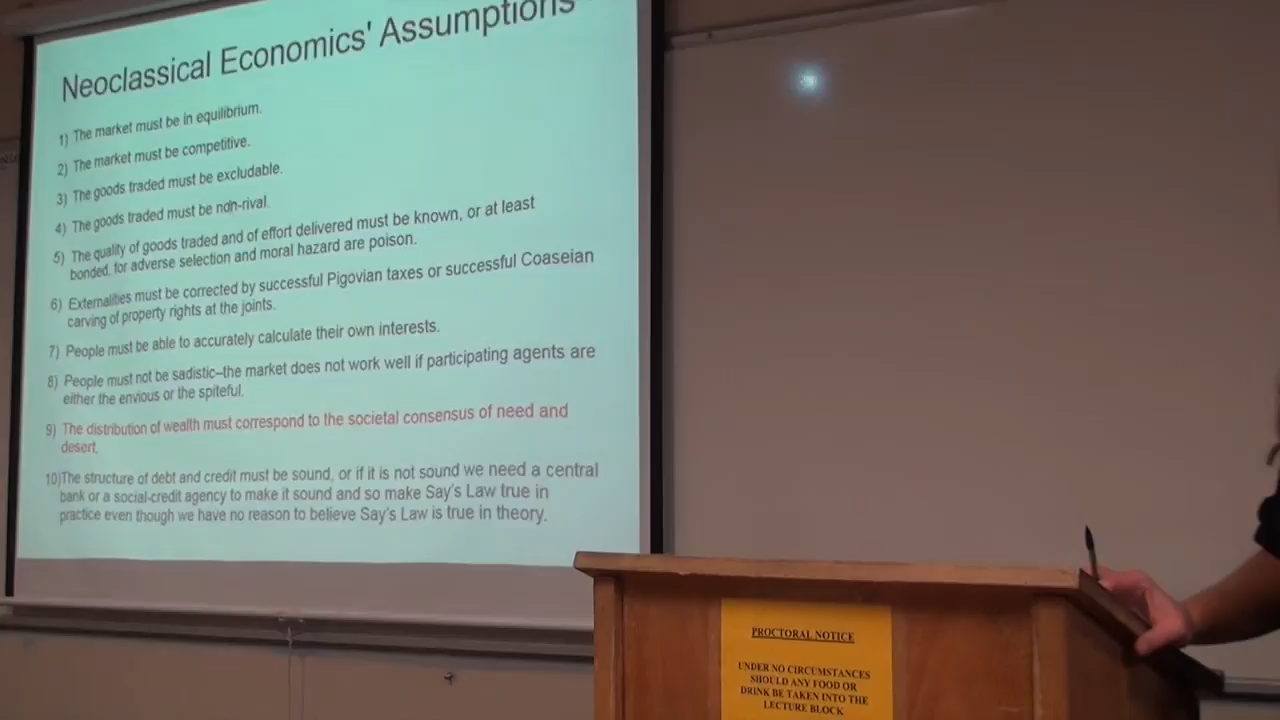 Neoclassical Economics' Assumptions
1) The market must be in equilibrium.
2) The market must be competitive.
3) The goods traded must be excludable.
4) The goods traded must be non-rival.
5) The quality of goods traded and of effort delivered must be known, or at least
bonded, for adverse selection and moral hazard are poison.
6) Externalities must be corrected by successful Pigovian taxes or successful Coaseian
carving of property rights at the joints.
7) People must be able to accurately calculate their own interests.
8) People must not be sadistic–the market does not work well if participating agents are
either the envious or the spiteful.
9) The distribution of wealth must correspond to the societal consensus of need and
desert.
10)The structure of debt and credit must be sound, or if it is not sound we need a central
bank or a social-credit agency to make it sound and so make Say's Law true in
practice even though we have no reason to believe Say's Law is true in theory.
PROCTORAL NOTICE
UNDER NO CIRCUMSTANCES
SHOULD ANY FOOD OR
DRINK BE TAKEN INTO THE
LECTURE BLOCK